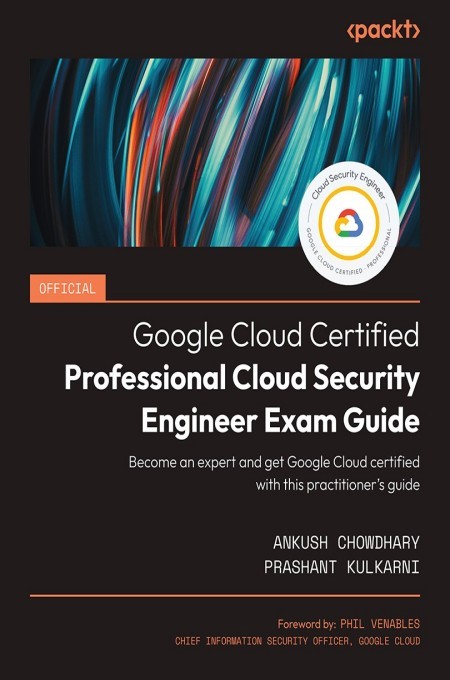 <packt>
Cloud Security Engineer
GOOGLE CLOUD CERTIFIED · PROFESSIONAL
OFFICIAL
Google Cloud Certified
Professional Cloud Security
Engineer Exam Guide
Become an expert and get Google Cloud certified
with this practitioner's guide
ANKUSH CHOWDHARY
PRASHANT KULKARNI
Foreword by: PHIL VENABLES
CHIEF INFORMATION SECURITY OFFICER, GOOGLE CLOUD